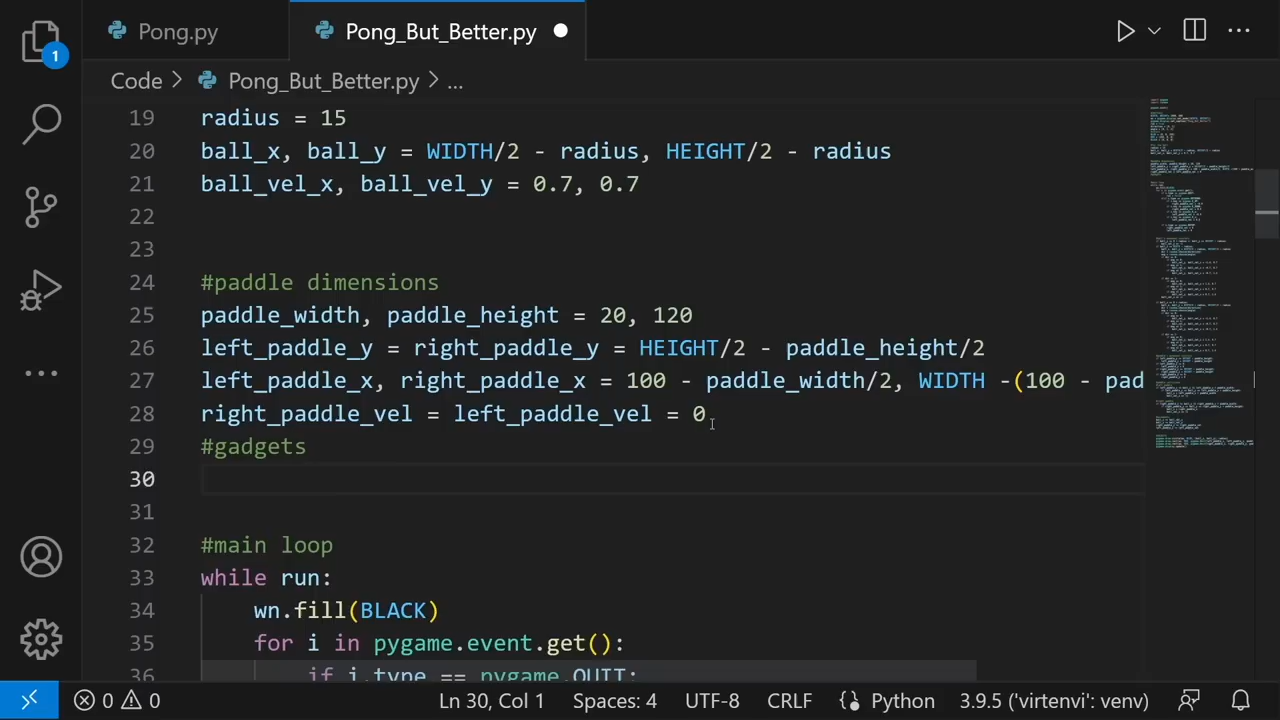 Pong.py
Pong_But_Better.py
1
Code > Pong_But_Better.py > ...
19 radius = 15
20 ball_x, ball_y = WIDTH/2 - radius, HEIGHT/2 - radius
21 ball_vel_x, ball_vel_y = 0.7, 0.7
22
23
24 #paddle dimensions
25 paddle_width, paddle_height = 20, 120
26 left_paddle_y = right_paddle_y = HEIGHT/2 - paddle_height/2
27 left_paddle_x, right_paddle_x = 100 - paddle_width/2, WIDTH -(100 - pad
28 right_paddle_vel = left_paddle_vel = 0
29 #gadgets
30
31
32 #main loop
33 while run:
34 wn.fill(BLACK)
35 for i in pygame.event.get():
36 if i.type == pygame.QUIT:
0 0 Ln 30, Col 1 Spaces: 4 UTF-8 CRLF Python 3.9.5 ('virtenvi': venv)